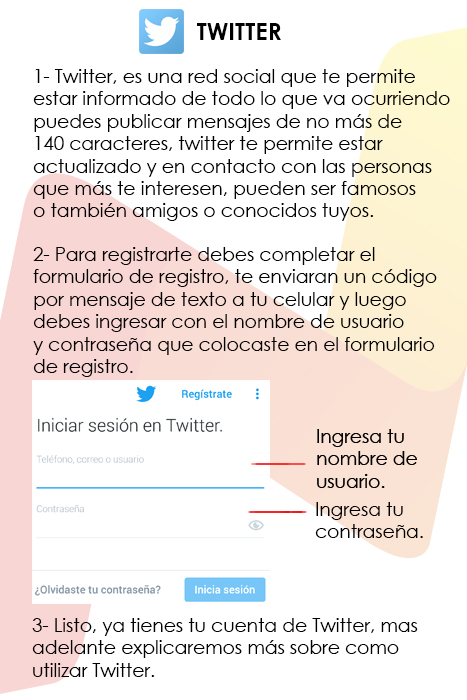 TWITTER
1- Twitter, es una red social que te permite
estar informado de todo lo que va ocurriendo
puedes publicar mensajes de no más de
140 caracteres, twitter te permite estar
actualizado y en contacto con las personas
que más te interesen, pueden ser famosos
o también amigos o conocidos tuyos.
2- Para registrarte debes completar el
formulario de registro, te enviaran un código
por mensaje de texto a tu celular y luego
debes ingresar con el nombre de usuario
y contraseña que colocaste en el formulario
de registro.
Regístrate
Iniciar sesión en Twitter.
Teléfono, correo o usuario
Contraseña
¿Olvidaste tu contraseña?
Inicia sesión
Ingresa tu
nombre de
usuario.
Ingresa tu
contraseña.
3- Listo, ya tienes tu cuenta de Twitter, mas
adelante explicaremos más sobre como
utilizar Twitter.